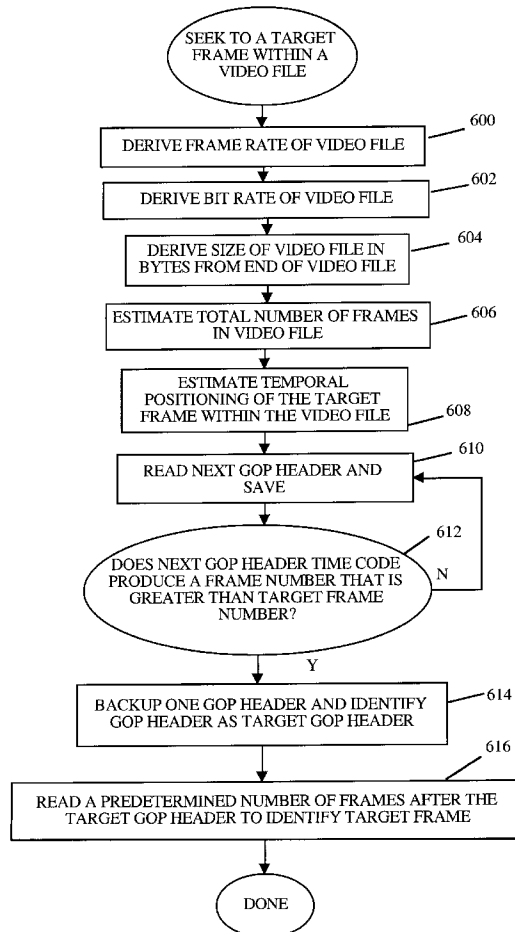 SEEK TO A TARGET
FRAME WITHIN A
VIDEO FILE
600
DERIVE FRAME RATE OF VIDEO FILE
602
DERIVE BIT RATE OF VIDEO FILE
604
DERIVE SIZE OF VIDEO FILE IN
BYTES FROM END OF VIDEO FILE
ESTIMATE TOTAL NUMBER OF FRAMES
IN VIDEO FILE
606
ESTIMATE TEMPORAL
POSITIONING OF THE TARGET
FRAME WITHIN THE VIDEO FILE
608
610
READ NEXT GOP HEADER AND
SAVE
612
DOES NEXT GOP HEADER TIME CODE
PRODUCE A FRAME NUMBER THAT IS
GREATER THAN TARGET FRAME
NUMBER?
N
Y
BACKUP ONE GOP HEADER AND IDENTIFY
GOP HEADER AS TARGET GOP HEADER
614
616
READ A PREDETERMINED NUMBER OF FRAMES AFTER THE
TARGET GOP HEADER TO IDENTIFY TARGET FRAME
DONE